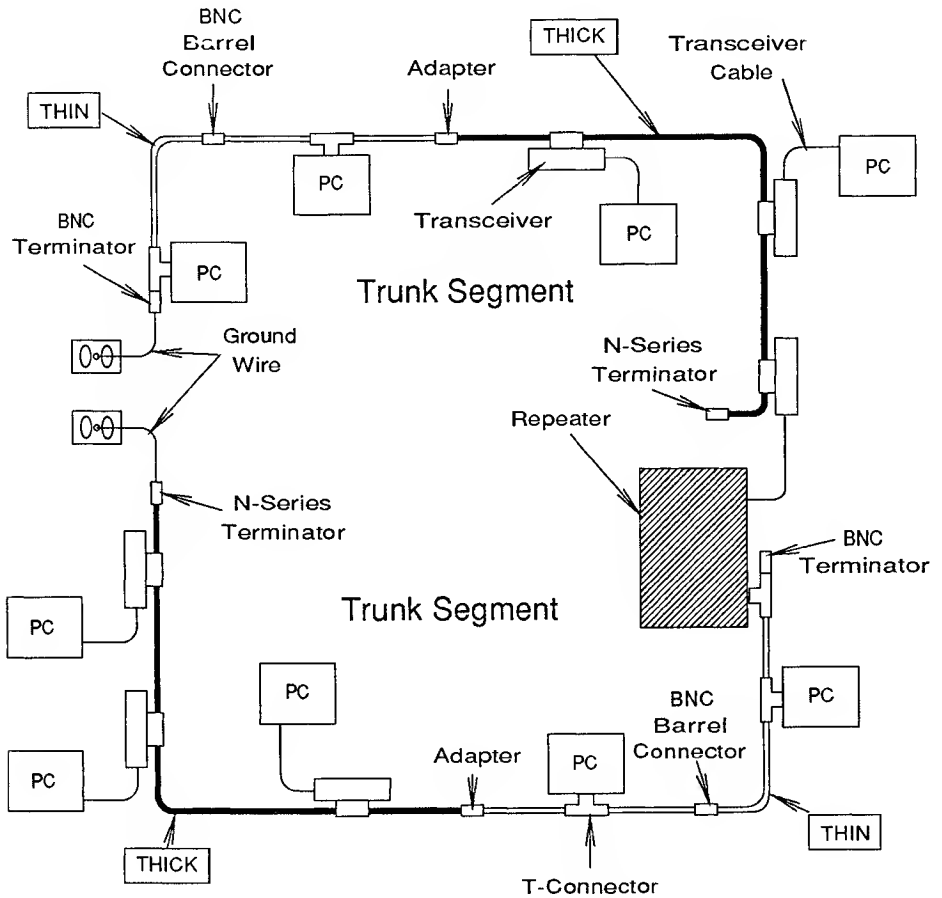 BNC
Barrel
Connector
THICK
Transceiver
Cable
Adapter
THIN
PC
PC
Transceiver
PC
BNC
Terminator
PC
Trunk Segment
Ground
Wire
N-Series
Terminator
Repeater
N-Series
Terminator
BNC
Terminator
Trunk Segment
PC
PC
PC
BNC
Barrel
Connector
Adapter
PC
PC
THIN
THICK
T-Connector